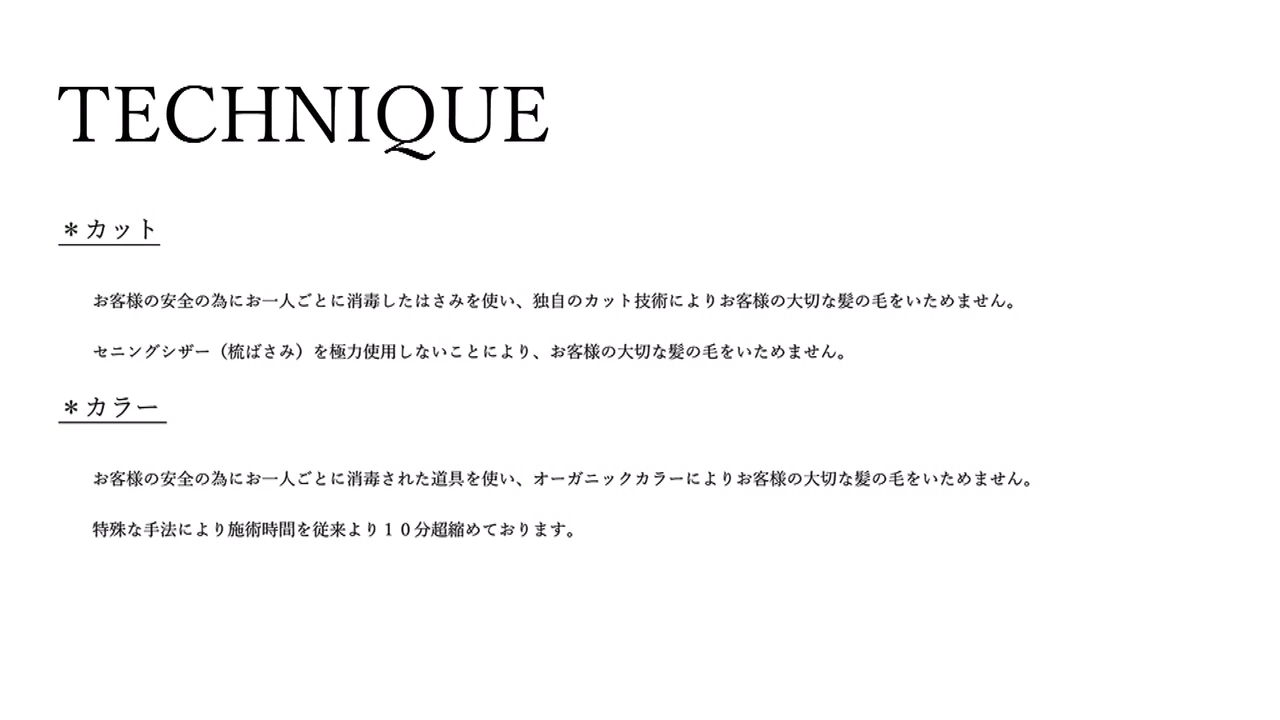 TECHNIQUE
＊カット
お客様の安全の為にお一人ごとに消毒したはさみを使い、独自のカット技術によりお客様の大切な髪の毛をいためません。
セニングシザー（梳ばさみ）を極力使用しないことにより、お客様の大切な髪の毛をいためません。
＊カラー
お客様の安全の為にお一人ごとに消毒された道具を使い、オーガニックカラーによりお客様の大切な髪の毛をいためません。
特殊な手法により施術時間を従来より１０分超縮めております。